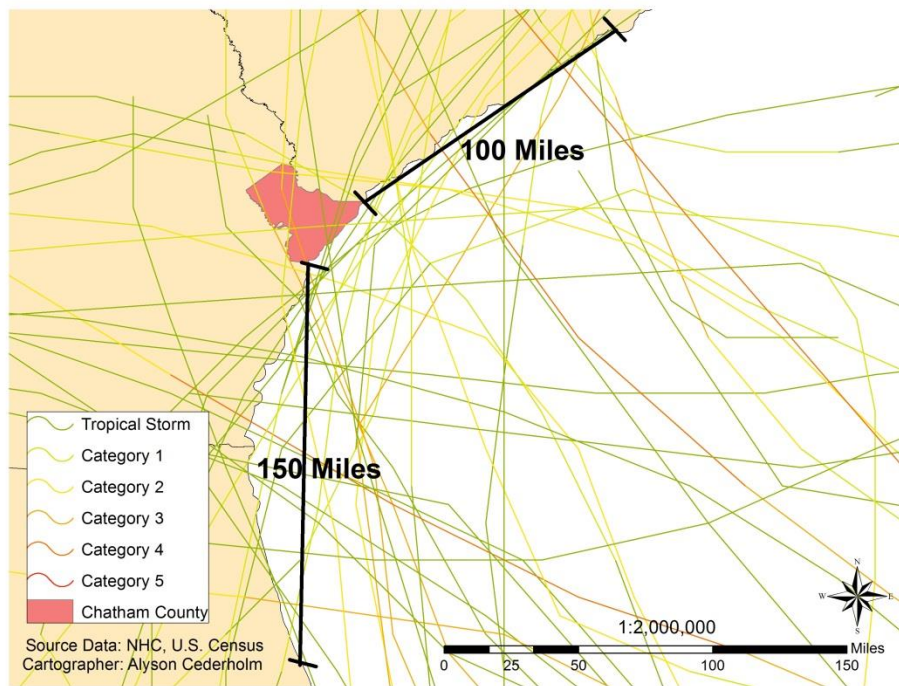 100 Miles
150 Miles
Tropical Storm
Category 1
Category 2
Category 3
Category 4
Category 5
Chatham County
Source Data: NHC, U.S. Census
Cartographer: Alyson Cederholm
N
W E
S
1:2,000,000
Miles
0 25 50 100 150